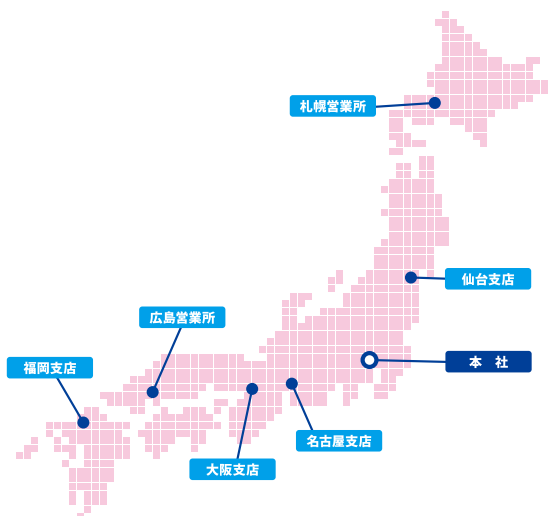 札幌営業所
仙台支店
広島営業所
本　社
福岡支店
名古屋支店
大阪支店